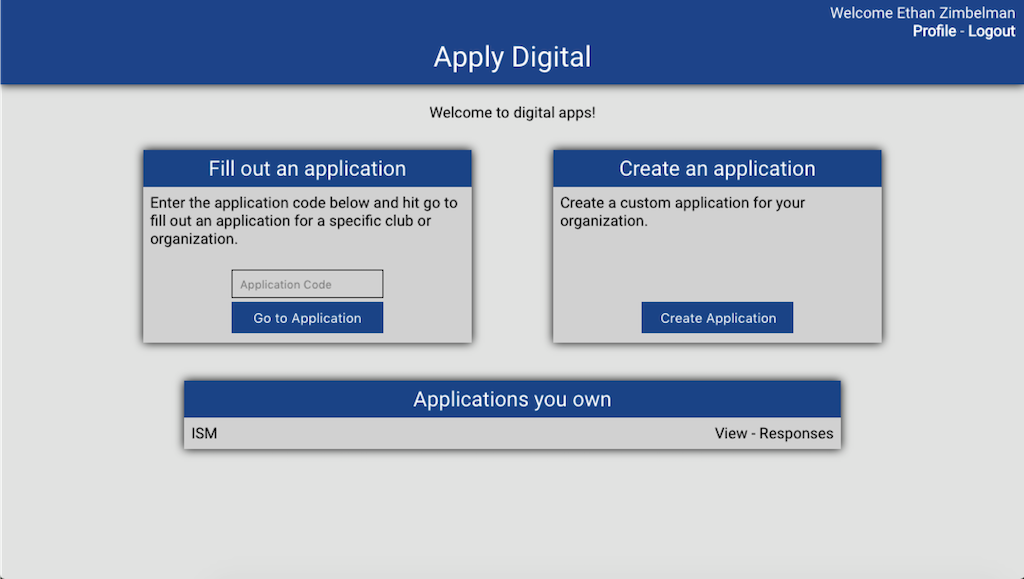 Welcome Ethan Zimbelman
Profile - Logout
Apply Digital
Welcome to digital apps!
Fill out an application
Enter the application code below and hit go to
fill out an application for a specific club or
organization.
Application Code
Go to Application
Create an application
Create a custom application for your
organization.
Create Application
Applications you own
ISM
View - Responses